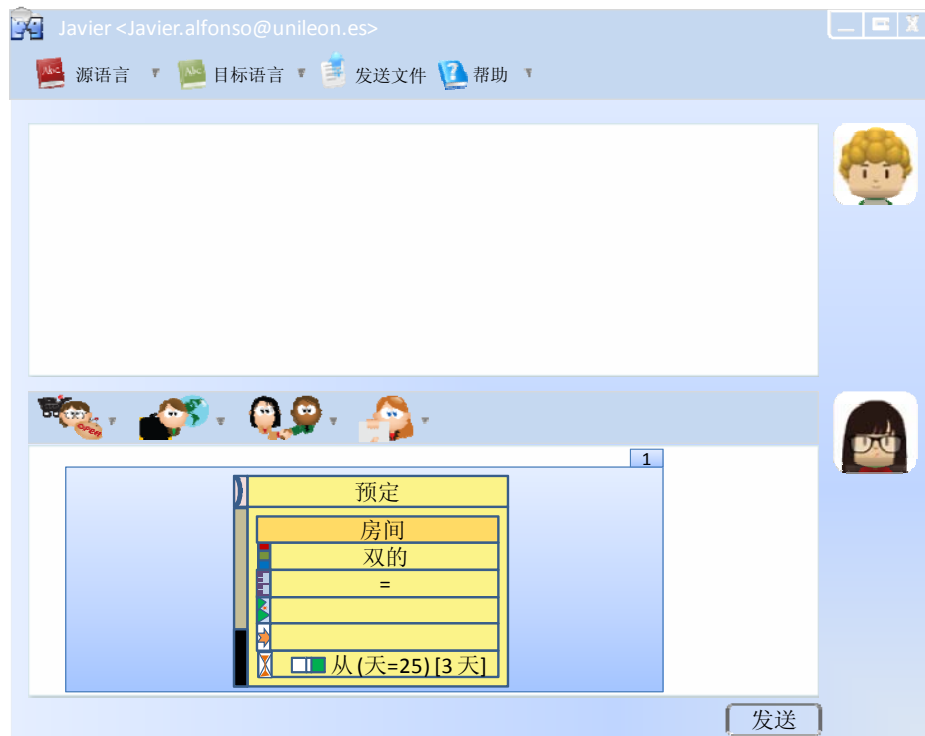 Javier <Javier.alfonso@unileon.es>
源语言 目标语言 发送文件 帮助
1
预定
房间
双的
=
从 (天=25) [3 天]
发送